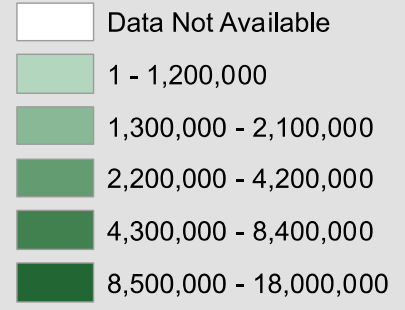 Data Not Available
1 - 1,200,000
1,300,000 - 2,100,000
2,200,000 - 4,200,000
4,300,000 - 8,400,000
8,500,000 - 18,000,000